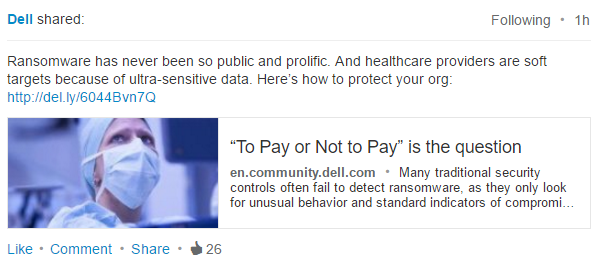 Dell shared: Following • 1h
Ransomware has never been so public and prolific. And healthcare providers are soft
targets because of ultra-sensitive data. Here's how to protect your org:
http://del.ly/6044Bvn7Q
“To Pay or Not to Pay” is the question
en.community.dell.com • Many traditional security
controls often fail to detect ransomware, as they only look
for unusual behavior and standard indicators of compromi...
Like • Comment • Share • 26